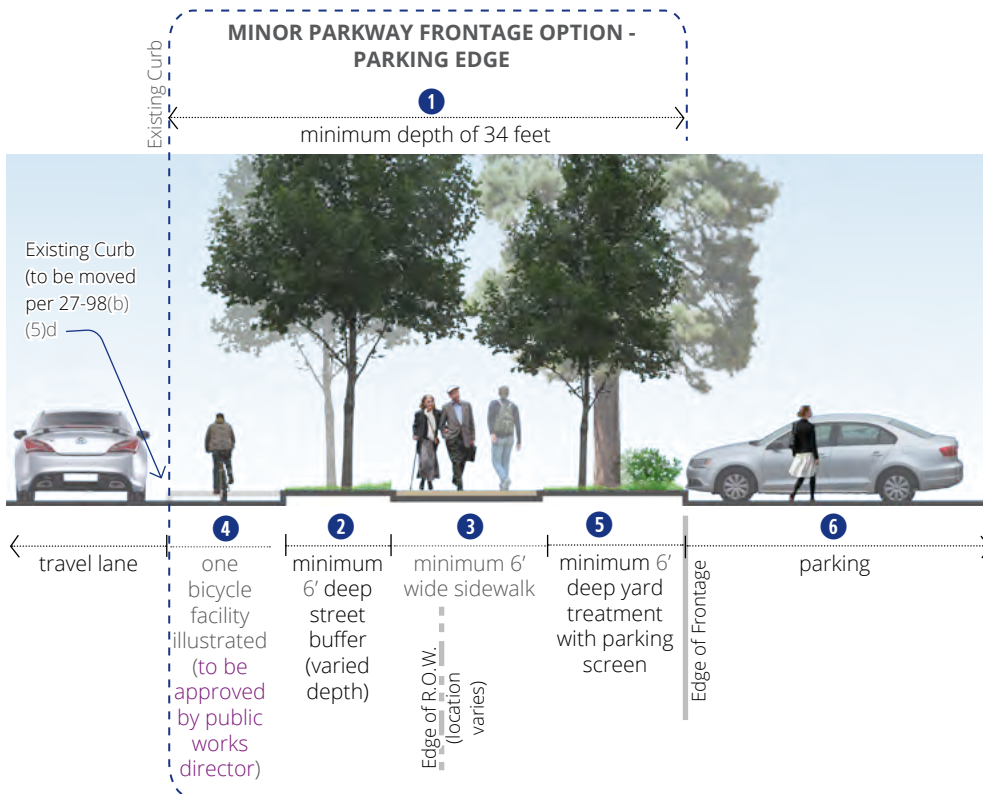 MINOR PARKWAY FRONTAGE OPTION -
PARKING EDGE
Existing Curb
1
minimum depth of 34 feet
Existing Curb
(to be moved
per 27-98(b)
(5)d
4
2
3
5
6
travel lane
one
bicycle
facility
illustrated
(to be
approved
by public
works
director)
minimum
6’ deep
street
buffer
(varied
depth)
minimum 6’
wide sidewalk
Edge of R.O.W.
(location
varies)
minimum 6’
deep yard
treatment
with parking
screen
Edge of Frontage
parking